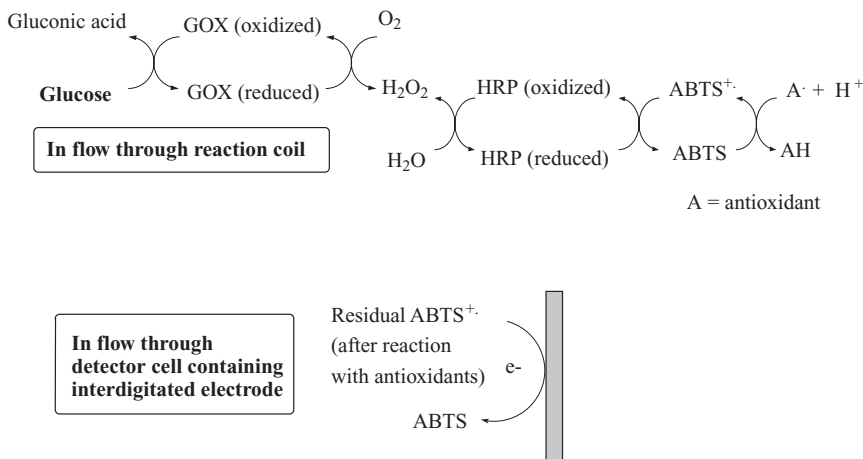 Gluconic acid
GOX (oxidized)
O₂
Glucose
GOX (reduced)
H₂O₂
HRP (oxidized)
ABTS⁺·
A· + H⁺
In flow through reaction coil
H₂O
HRP (reduced)
ABTS
AH
A = antioxidant
In flow through
detector cell containing
interdigitated electrode
Residual ABTS⁺·
(after reaction
with antioxidants)
e-
ABTS